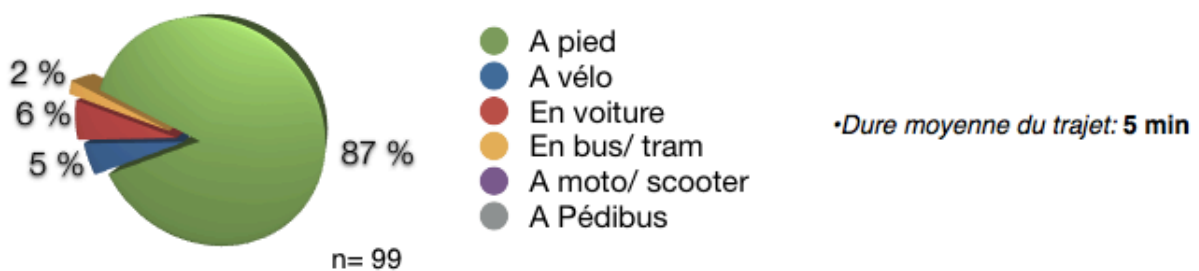 2 %
6 %
5 %
87 %
n= 99
A pied
A vélo
En voiture
En bus/ tram
A moto/ scooter
A Pédibus
•Dure moyenne du trajet: 5 min